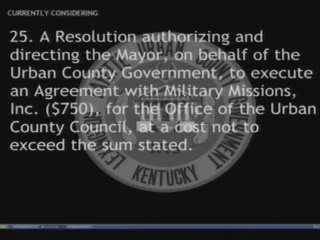 CURRENTLY CONSIDERING
25. A Resolution authorizing and
directing the Mayor, on behalf of the
Urban County Government, to execute
an Agreement with Military Missions,
Inc. ($750), for the Office of the Urban
County Council, at a cost not to
exceed the sum stated.
KENTUCKY